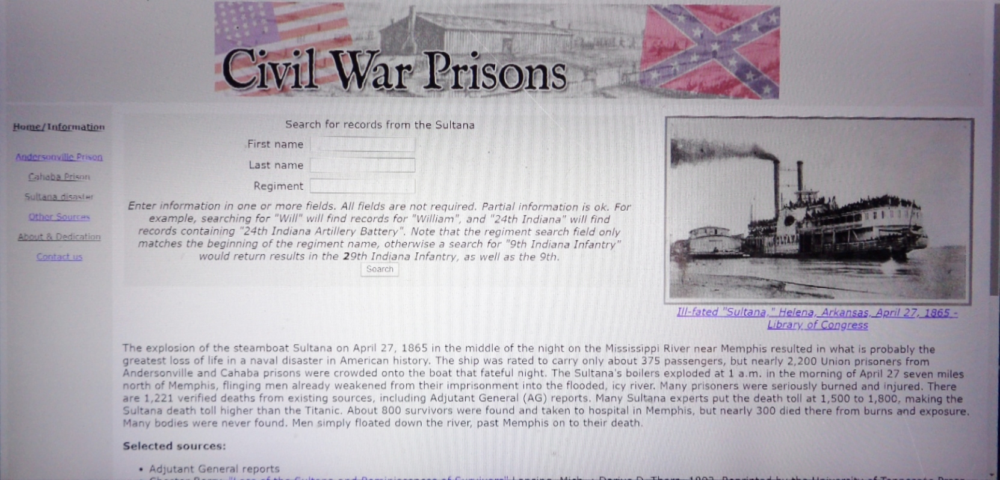 Civil War Prisons
Home/Information
Andersonville Prison
Cahaba Prison
Sultana disaster
Other Sources
About & Dedication
Contact us
Search for records from the Sultana
First name
Last name
Regiment
Enter information in one or more fields. All fields are not required. Partial information is ok. For
example, searching for "Will" will find records for "William", and "24th Indiana" will find
records containing "24th Indiana Artillery Battery". Note that the regiment search field only
matches the beginning of the regiment name, otherwise a search for "9th Indiana Infantry"
would return results in the 29th Indiana Infantry, as well as the 9th.
Search
SULTANA
Ill-fated "Sultana," Helena, Arkansas, April 27, 1865 -
Library of Congress
The explosion of the steamboat Sultana on April 27, 1865 in the middle of the night on the Mississippi River near Memphis resulted in what is probably the
greatest loss of life in a naval disaster in American history. The ship was rated to carry only about 375 passengers, but nearly 2,200 Union prisoners from
Andersonville and Cahaba prisons were crowded onto the boat that fateful night. The Sultana's boilers exploded at 1 a.m. in the morning of April 27 seven miles
north of Memphis, flinging men already weakened from their imprisonment into the flooded, icy river. Many prisoners were seriously burned and injured. There
are 1,221 verified deaths from existing sources, including Adjutant General (AG) reports. Many Sultana experts put the death toll at 1,500 to 1,800, making the
Sultana death toll higher than the Titanic. About 800 survivors were found and taken to hospital in Memphis, but nearly 300 died there from burns and exposure.
Many bodies were never found. Men simply floated down the river, past Memphis on to their death.
Selected sources:
• Adjutant General reports